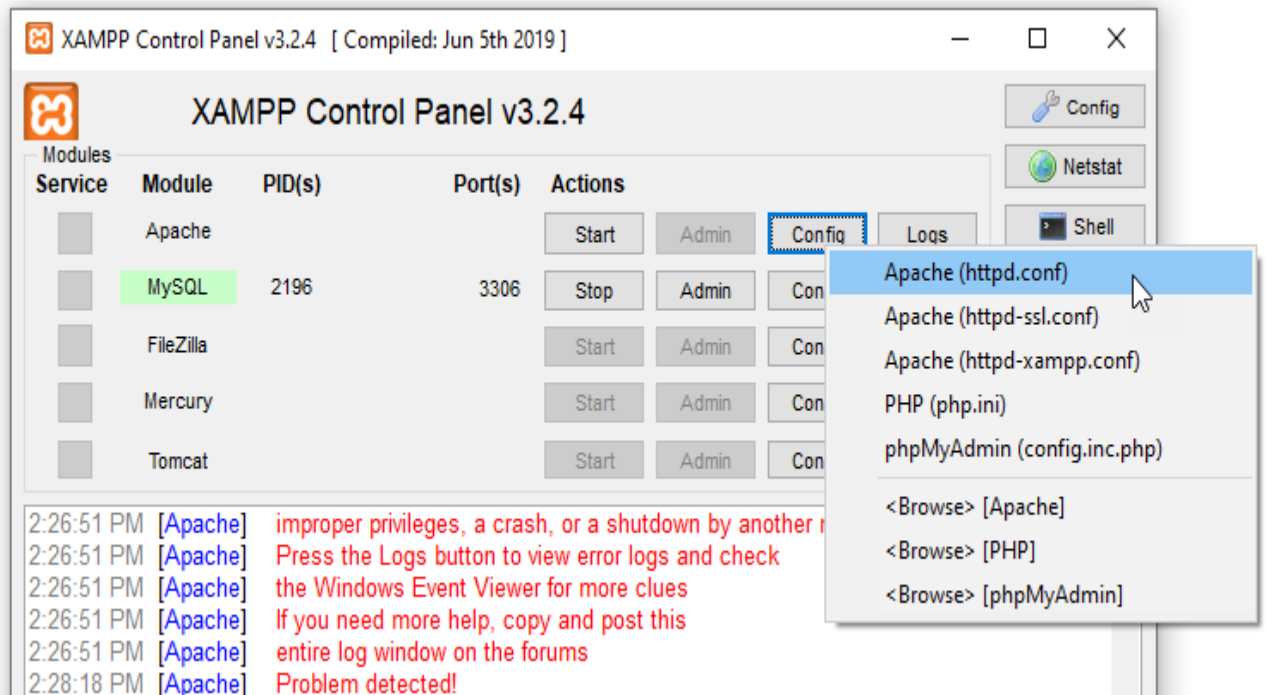 XAMPP Control Panel v3.2.4 [ Compiled: Jun 5th 2019 ]
XAMPP Control Panel v3.2.4
Config
Modules
Netstat
Service Module PID(s) Port(s) Actions
Shell
Apache Start Admin Config Logs
MySQL 2196 3306 Stop Admin Con
FileZilla Start Admin Con
Mercury Start Admin Con
Tomcat Start Admin Con
Apache (httpd.conf)
Apache (httpd-ssl.conf)
Apache (httpd-xampp.conf)
PHP (php.ini)
phpMyAdmin (config.inc.php)
<Browse> [Apache]
<Browse> [PHP]
<Browse> [phpMyAdmin]
2:26:51 PM [Apache] improper privileges, a crash, or a shutdown by another
2:26:51 PM [Apache] Press the Logs button to view error logs and check
2:26:51 PM [Apache] the Windows Event Viewer for more clues
2:26:51 PM [Apache] If you need more help, copy and post this
2:26:51 PM [Apache] entire log window on the forums
2:28:18 PM [Apache] Problem detected!